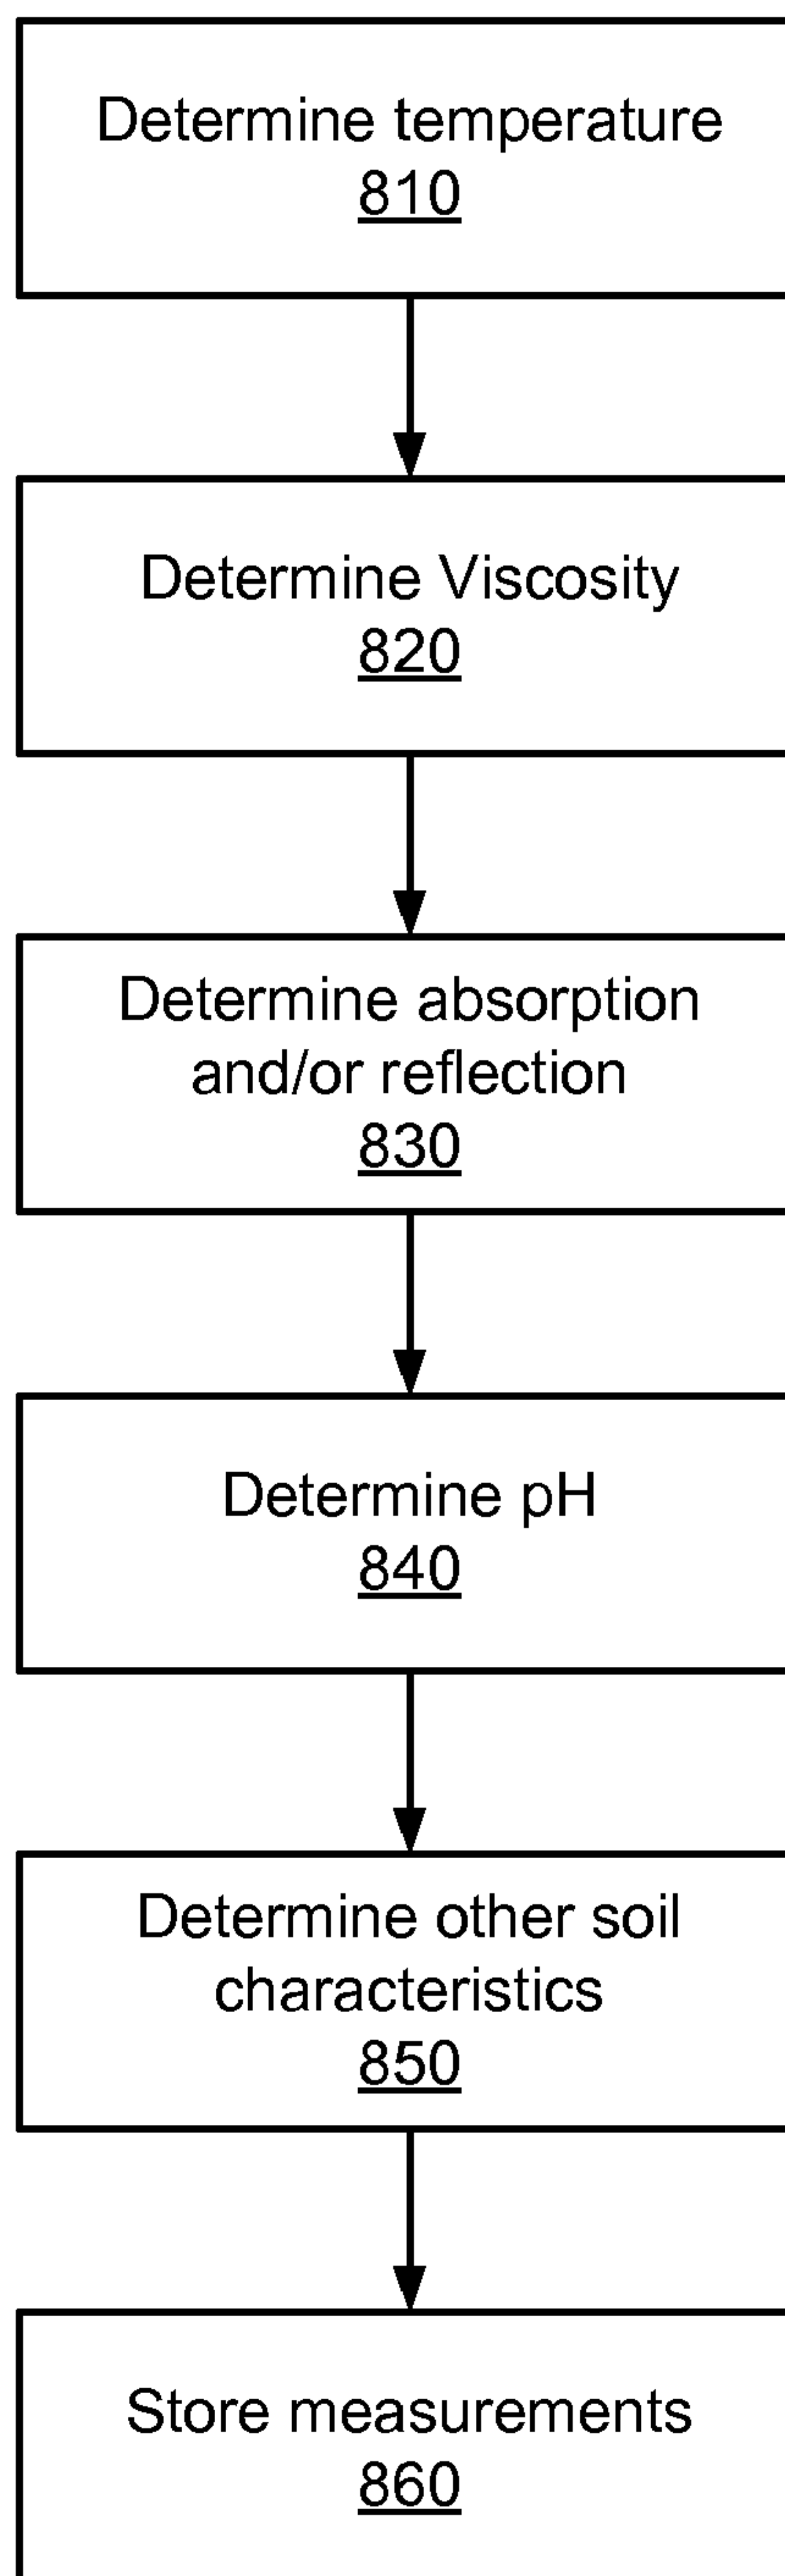 Determine temperature
810
Determine Viscosity
820
Determine absorption
and/or reflection
830
Determine pH
840
Determine other soil
characteristics
850
Store measurements
860